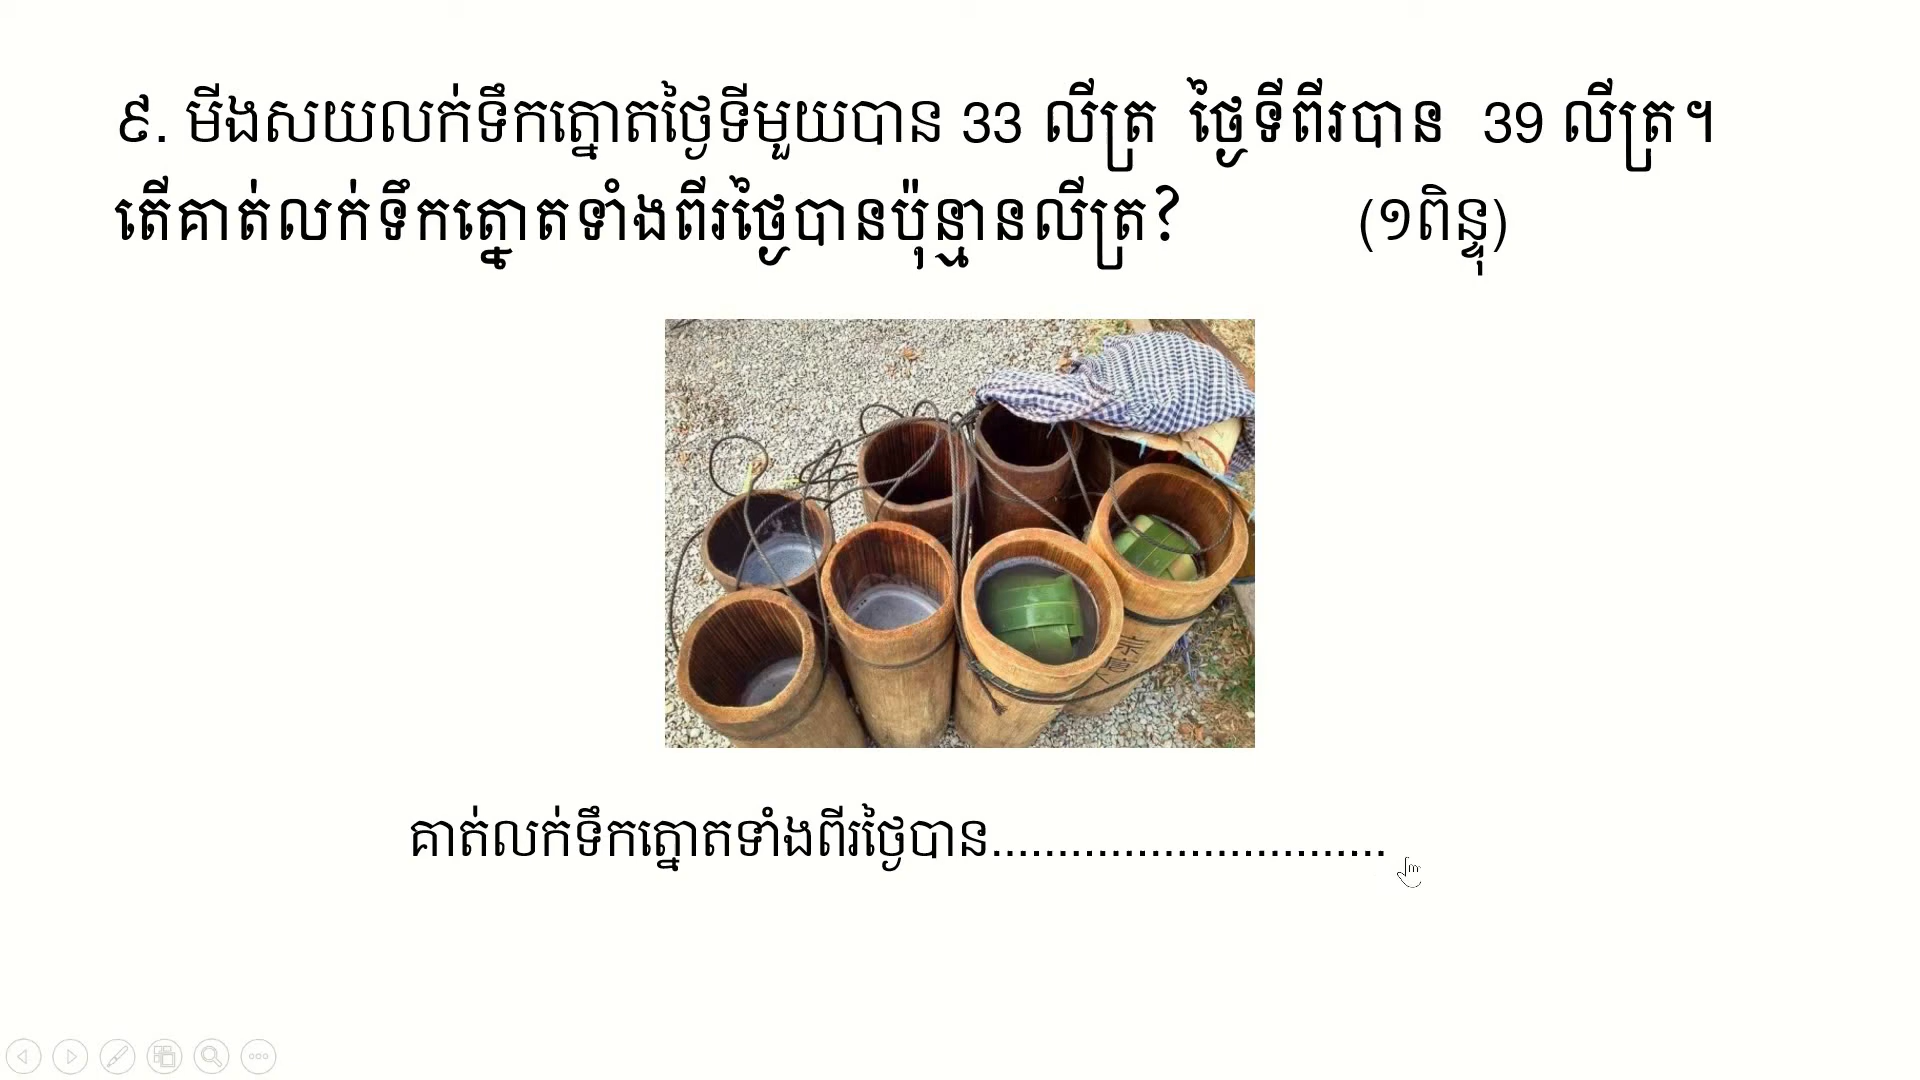 ៩. មីងសយលក់ទឹកត្នោតថ្ងៃទីមួយបាន 33 លីត្រ ថ្ងៃទីពីរបាន 39 លីត្រ។
តើគាត់លក់ទឹកត្នោតទាំងពីរថ្ងៃបានប៉ុន្មានលីត្រ? (១ពិន្ទុ)
គាត់លក់ទឹកត្នោតទាំងពីរថ្ងៃបាន..............................